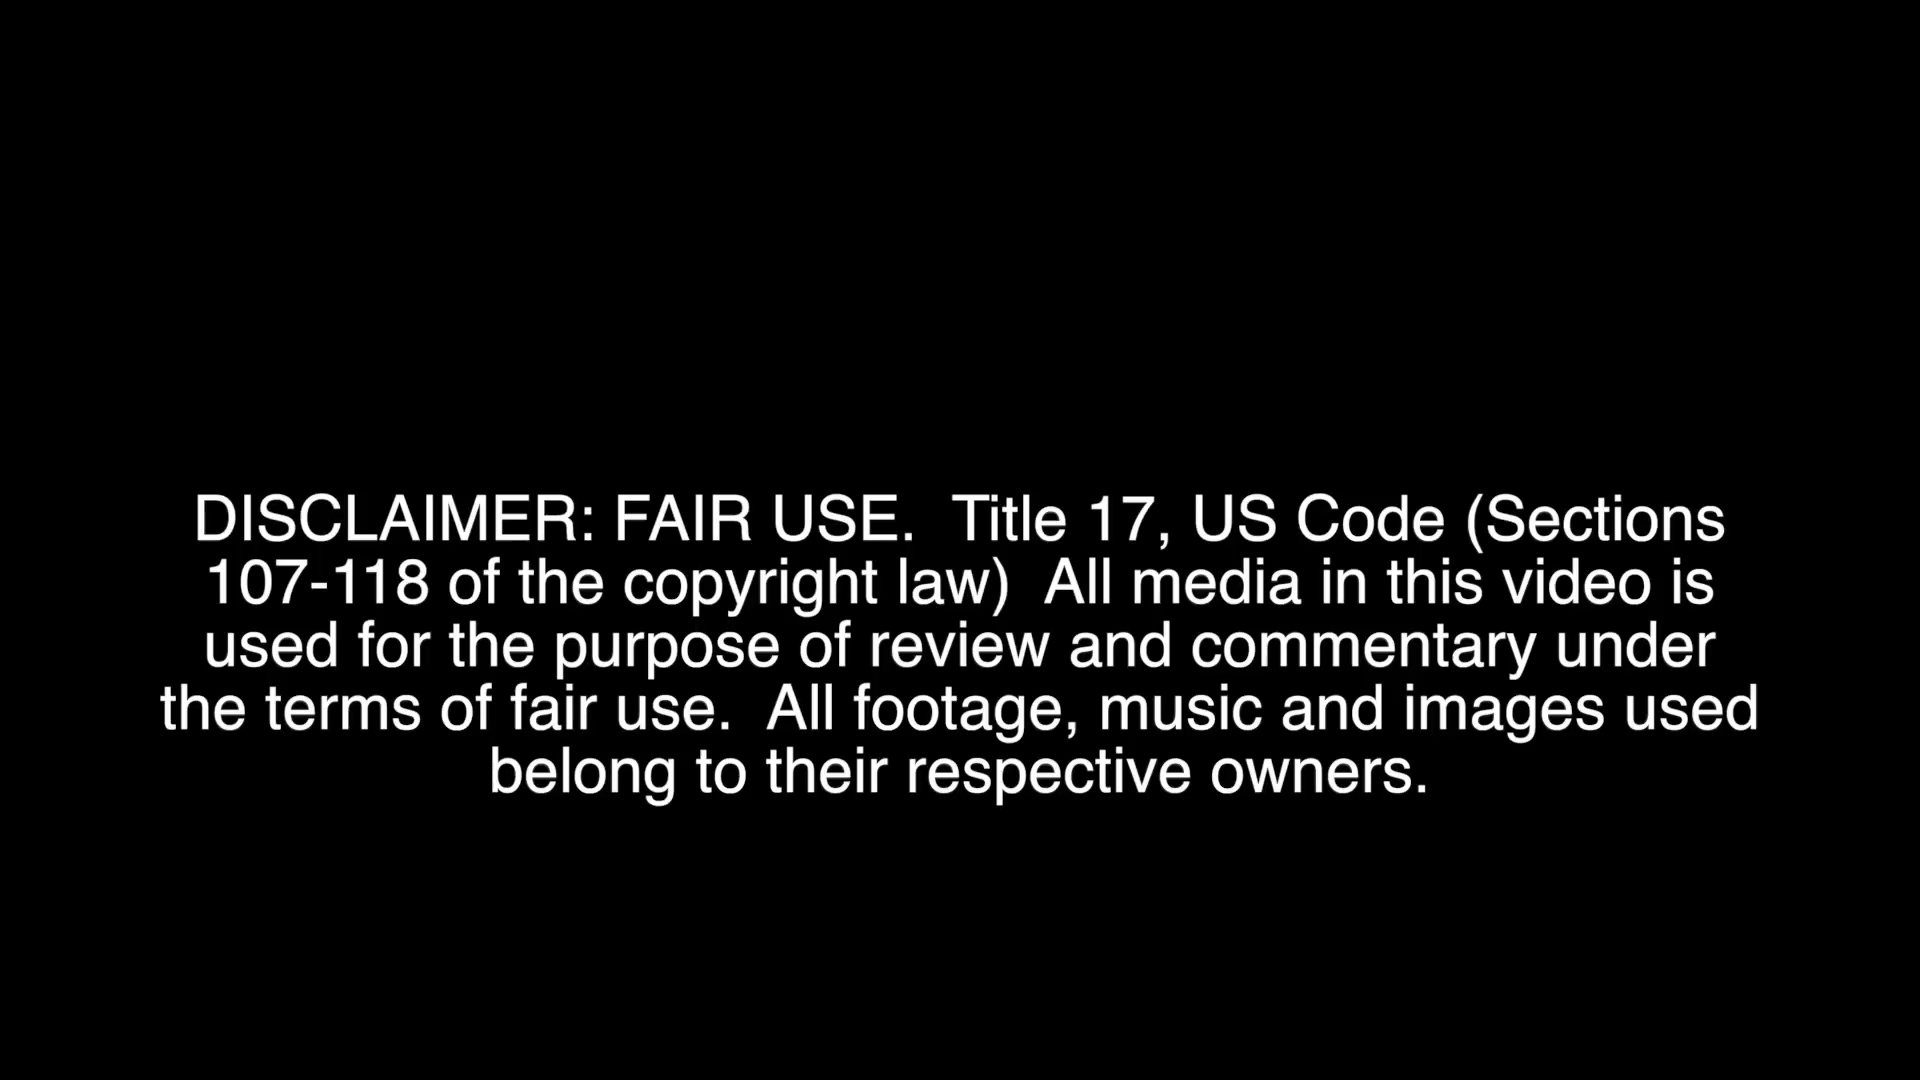 DISCLAIMER: FAIR USE.  Title 17, US Code (Sections
107-118 of the copyright law)  All media in this video is
used for the purpose of review and commentary under
the terms of fair use.  All footage, music and images used
belong to their respective owners.